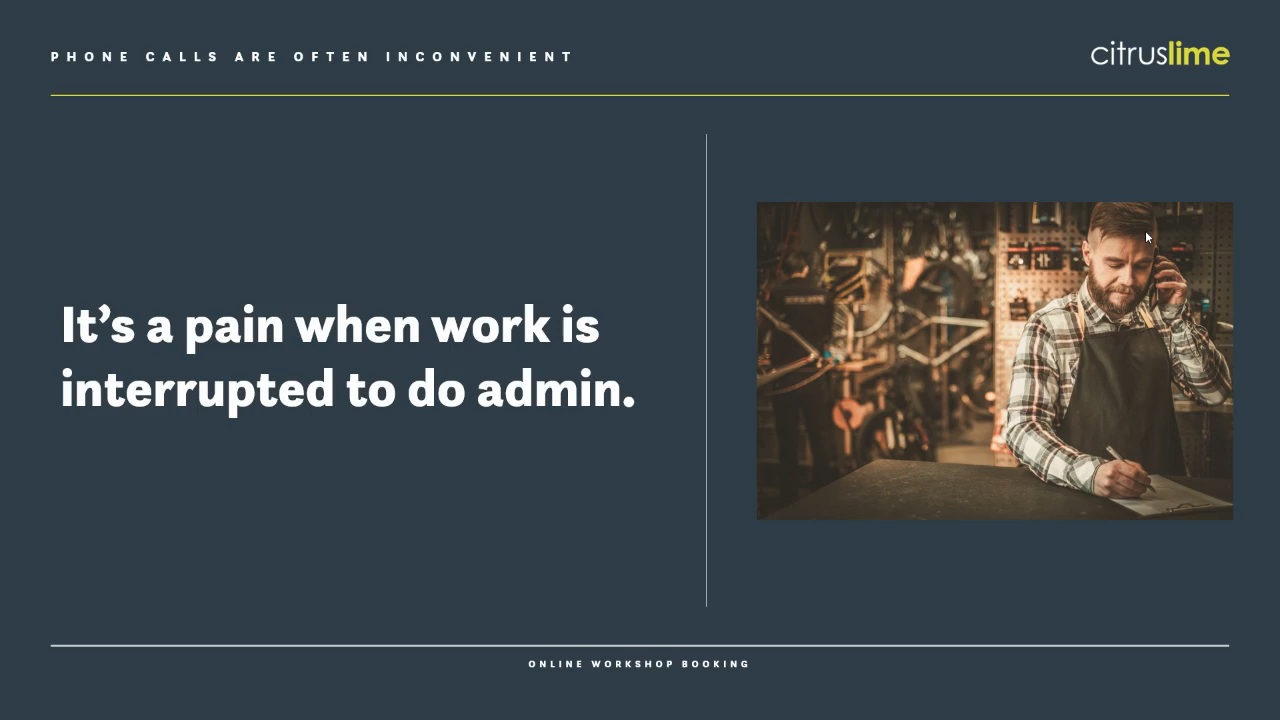 PHONE CALLS ARE OFTEN INCONVENIENT
citruslime
It’s a pain when work is
interrupted to do admin.
ONLINE WORKSHOP BOOKING